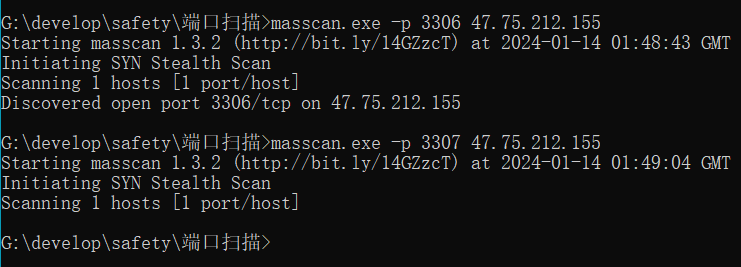 G:\develop\safety\端口扫描>masscan.exe -p 3306 47.75.212.155
Starting masscan 1.3.2 (http://bit.ly/14GZzcT) at 2024-01-14 01:48:43 GMT
Initiating SYN Stealth Scan
Scanning 1 hosts [1 port/host]
Discovered open port 3306/tcp on 47.75.212.155
G:\develop\safety\端口扫描>masscan.exe -p 3307 47.75.212.155
Starting masscan 1.3.2 (http://bit.ly/14GZzcT) at 2024-01-14 01:49:04 GMT
Initiating SYN Stealth Scan
Scanning 1 hosts [1 port/host]
G:\develop\safety\端口扫描>